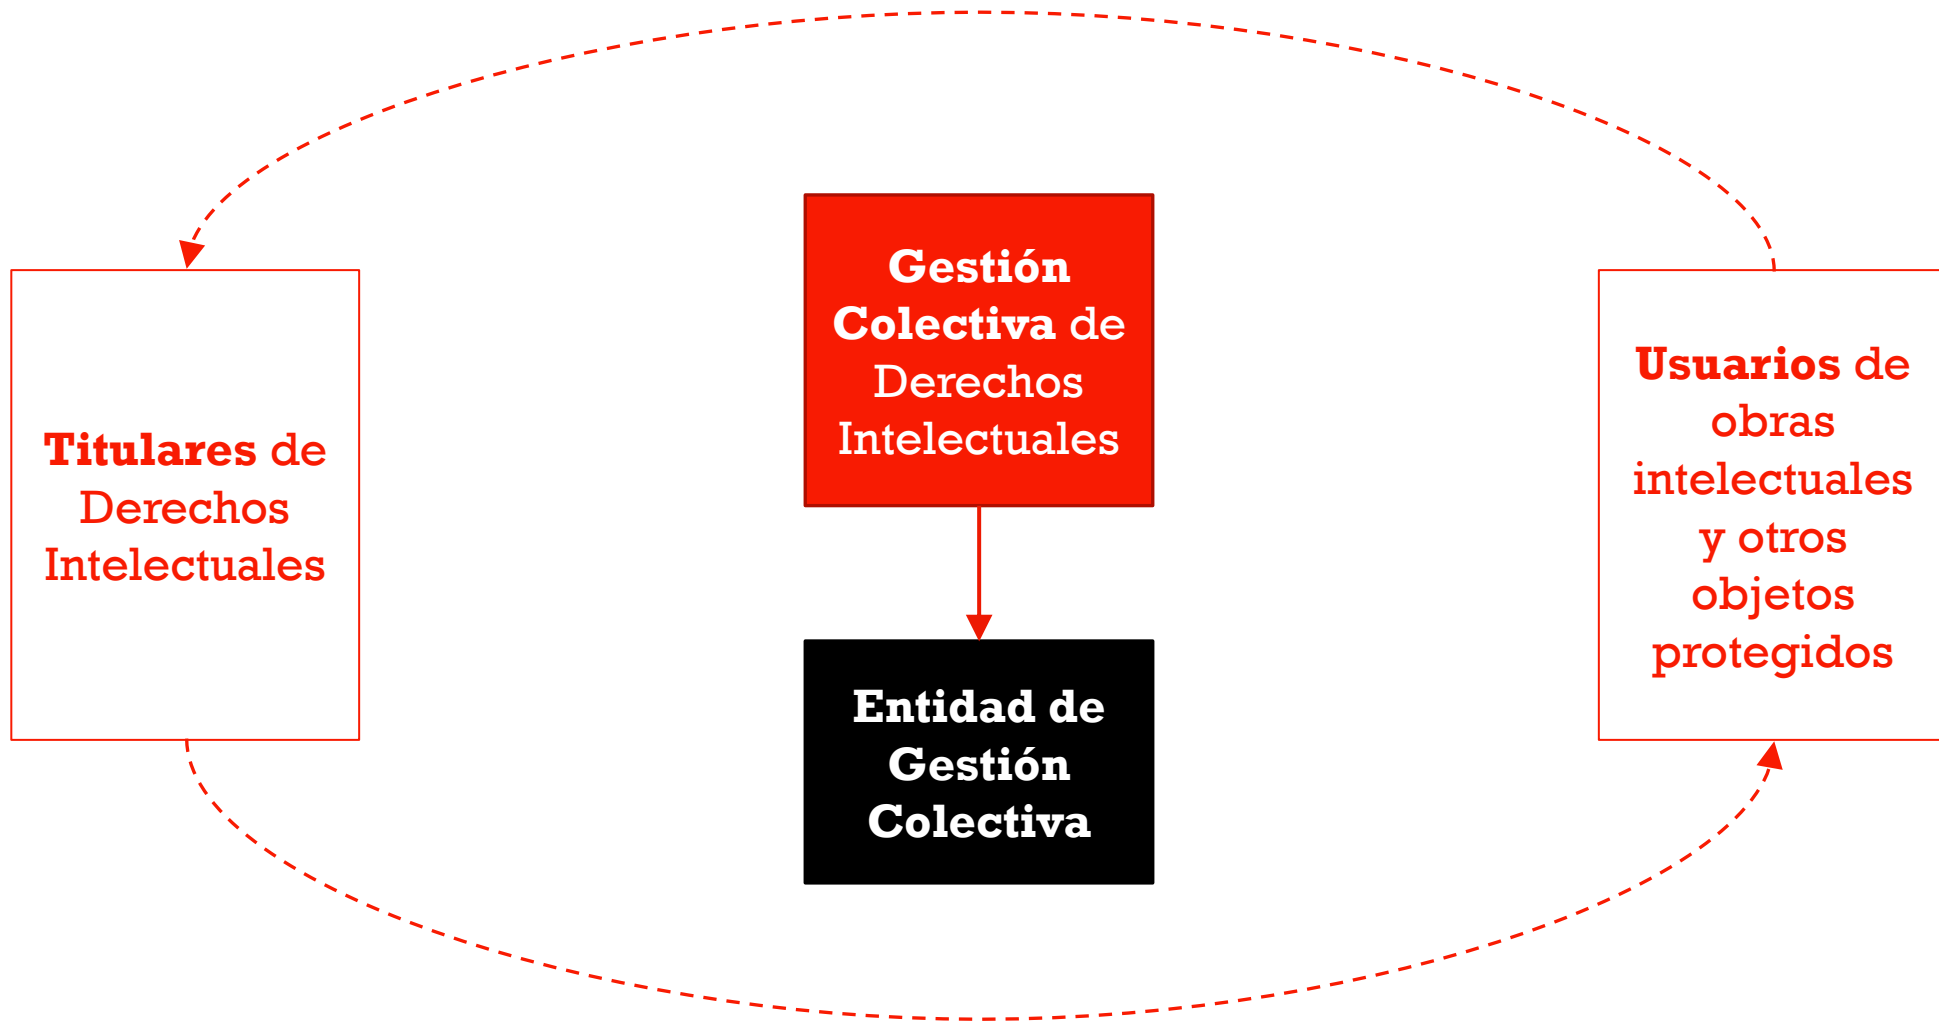 Titulares de
Derechos
Intelectuales
Gestión
Colectiva de
Derechos
Intelectuales
Entidad de
Gestión
Colectiva
Usuarios de
obras
intelectuales
y otros
objetos
protegidos